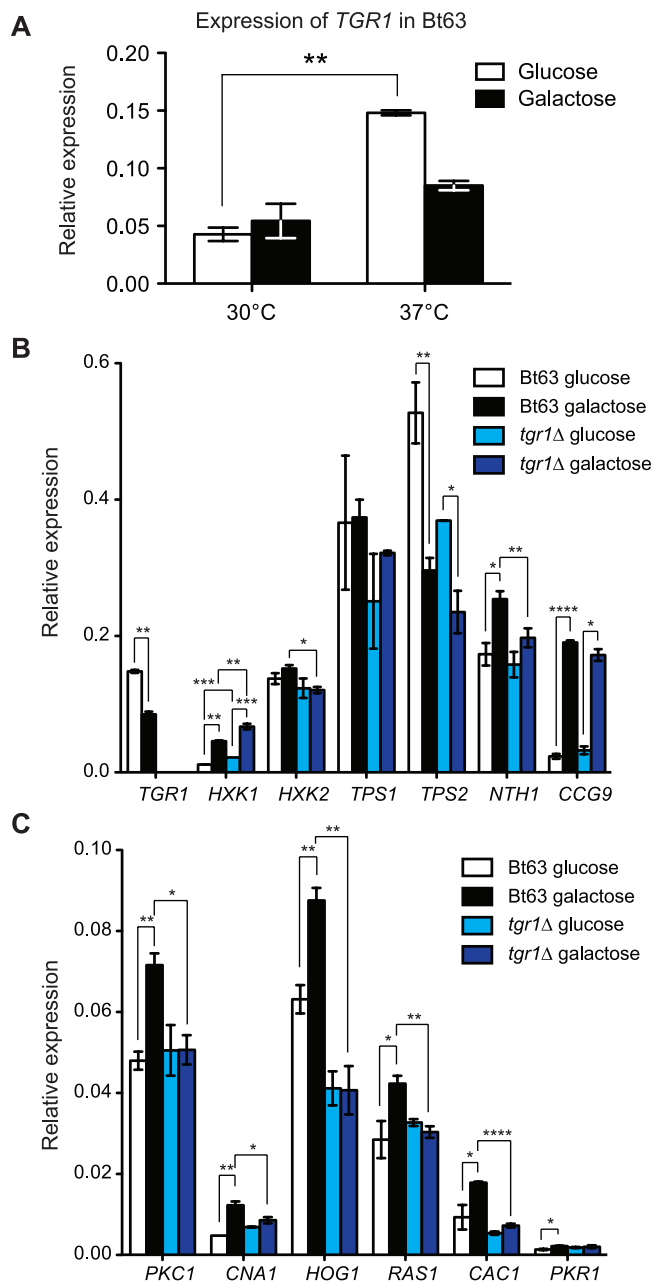 A
Expression of TGR1 in Bt63
Relative expression
0.20
0.15
0.10
0.05
0.00
**
Glucose
Galactose
30°C
37°C
B
Relative expression
0.6
0.4
0.2
0.0
Bt63 glucose
Bt63 galactose
tgr1Δ glucose
tgr1Δ galactose
**
***
**
**
***
*
**
*
*
**
****
*
TGR1 HXK1 HXK2 TPS1 TPS2 NTH1 CCG9
C
Relative expression
0.10
0.08
0.06
0.04
0.02
0.00
Bt63 glucose
Bt63 galactose
tgr1Δ glucose
tgr1Δ galactose
**
*
**
*
**
**
*
**
*
****
*
PKC1 CNA1 HOG1 RAS1 CAC1 PKR1